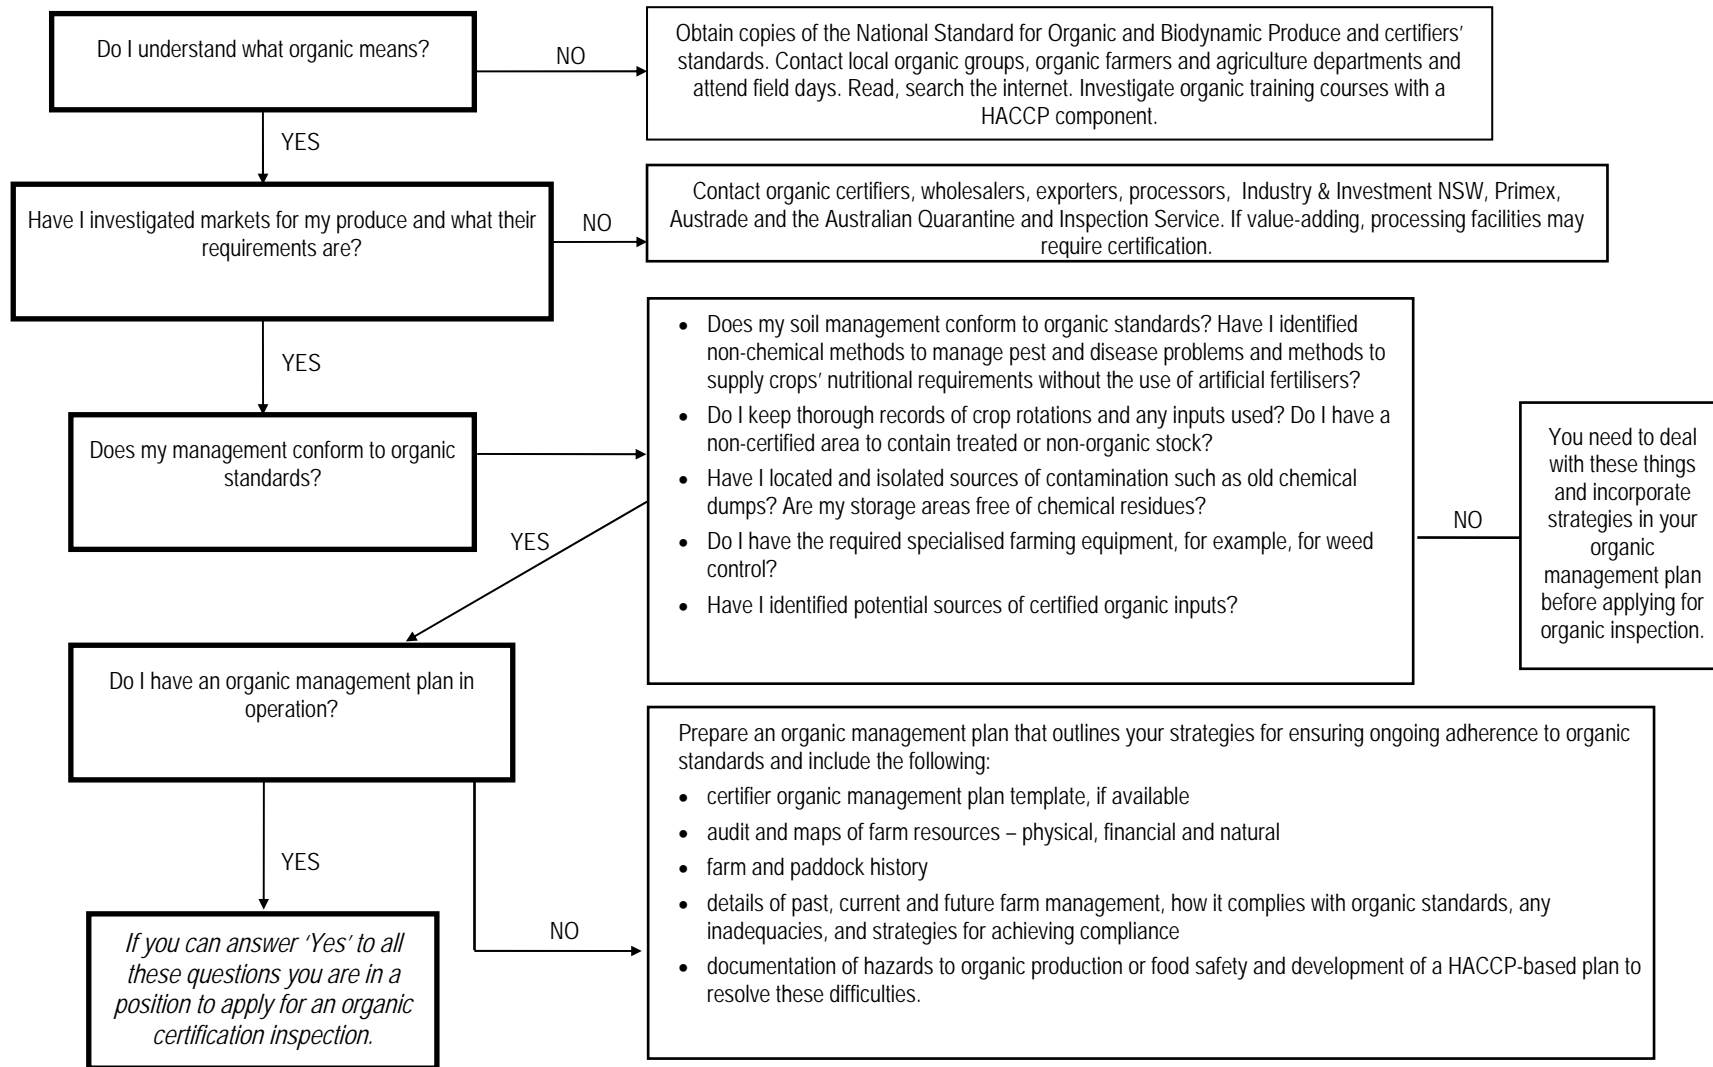 Do I understand what organic means?
NO
Obtain copies of the National Standard for Organic and Biodynamic Produce and certifiers’
standards. Contact local organic groups, organic farmers and agriculture departments and
attend field days. Read, search the internet. Investigate organic training courses with a
HACCP component.
YES
Have I investigated markets for my produce and what their
requirements are?
NO
Contact organic certifiers, wholesalers, exporters, processors, Industry & Investment NSW, Primex,
Austrade and the Australian Quarantine and Inspection Service. If value-adding, processing facilities may
require certification.
YES
Does my management conform to organic
standards?
• Does my soil management conform to organic standards? Have I identified
non-chemical methods to manage pest and disease problems and methods to
supply crops’ nutritional requirements without the use of artificial fertilisers?
• Do I keep thorough records of crop rotations and any inputs used? Do I have a
non-certified area to contain treated or non-organic stock?
• Have I located and isolated sources of contamination such as old chemical
dumps? Are my storage areas free of chemical residues?
• Do I have the required specialised farming equipment, for example, for weed
control?
• Have I identified potential sources of certified organic inputs?
NO
You need to deal
with these things
and incorporate
strategies in your
organic
management plan
before applying for
organic inspection.
YES
Do I have an organic management plan in
operation?
NO
Prepare an organic management plan that outlines your strategies for ensuring ongoing adherence to organic
standards and include the following:
• certifier organic management plan template, if available
• audit and maps of farm resources – physical, financial and natural
• farm and paddock history
• details of past, current and future farm management, how it complies with organic standards, any
inadequacies, and strategies for achieving compliance
• documentation of hazards to organic production or food safety and development of a HACCP-based plan to
resolve these difficulties.
YES
If you can answer ‘Yes’ to all
these questions you are in a
position to apply for an organic
certification inspection.